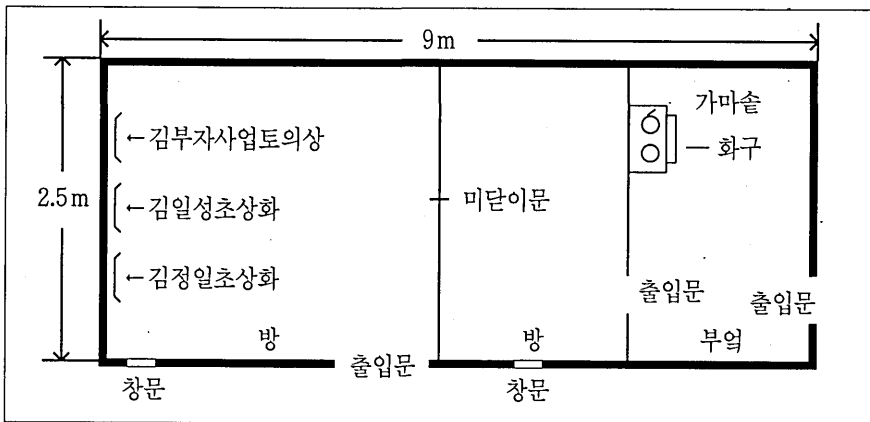 9m
가마솥
←김부자사업토의상
화구
2.5m
←김일성초상화
미닫이문
←김정일초상화
출입문
출입문
방
출입문
방
부엌
창문
창문